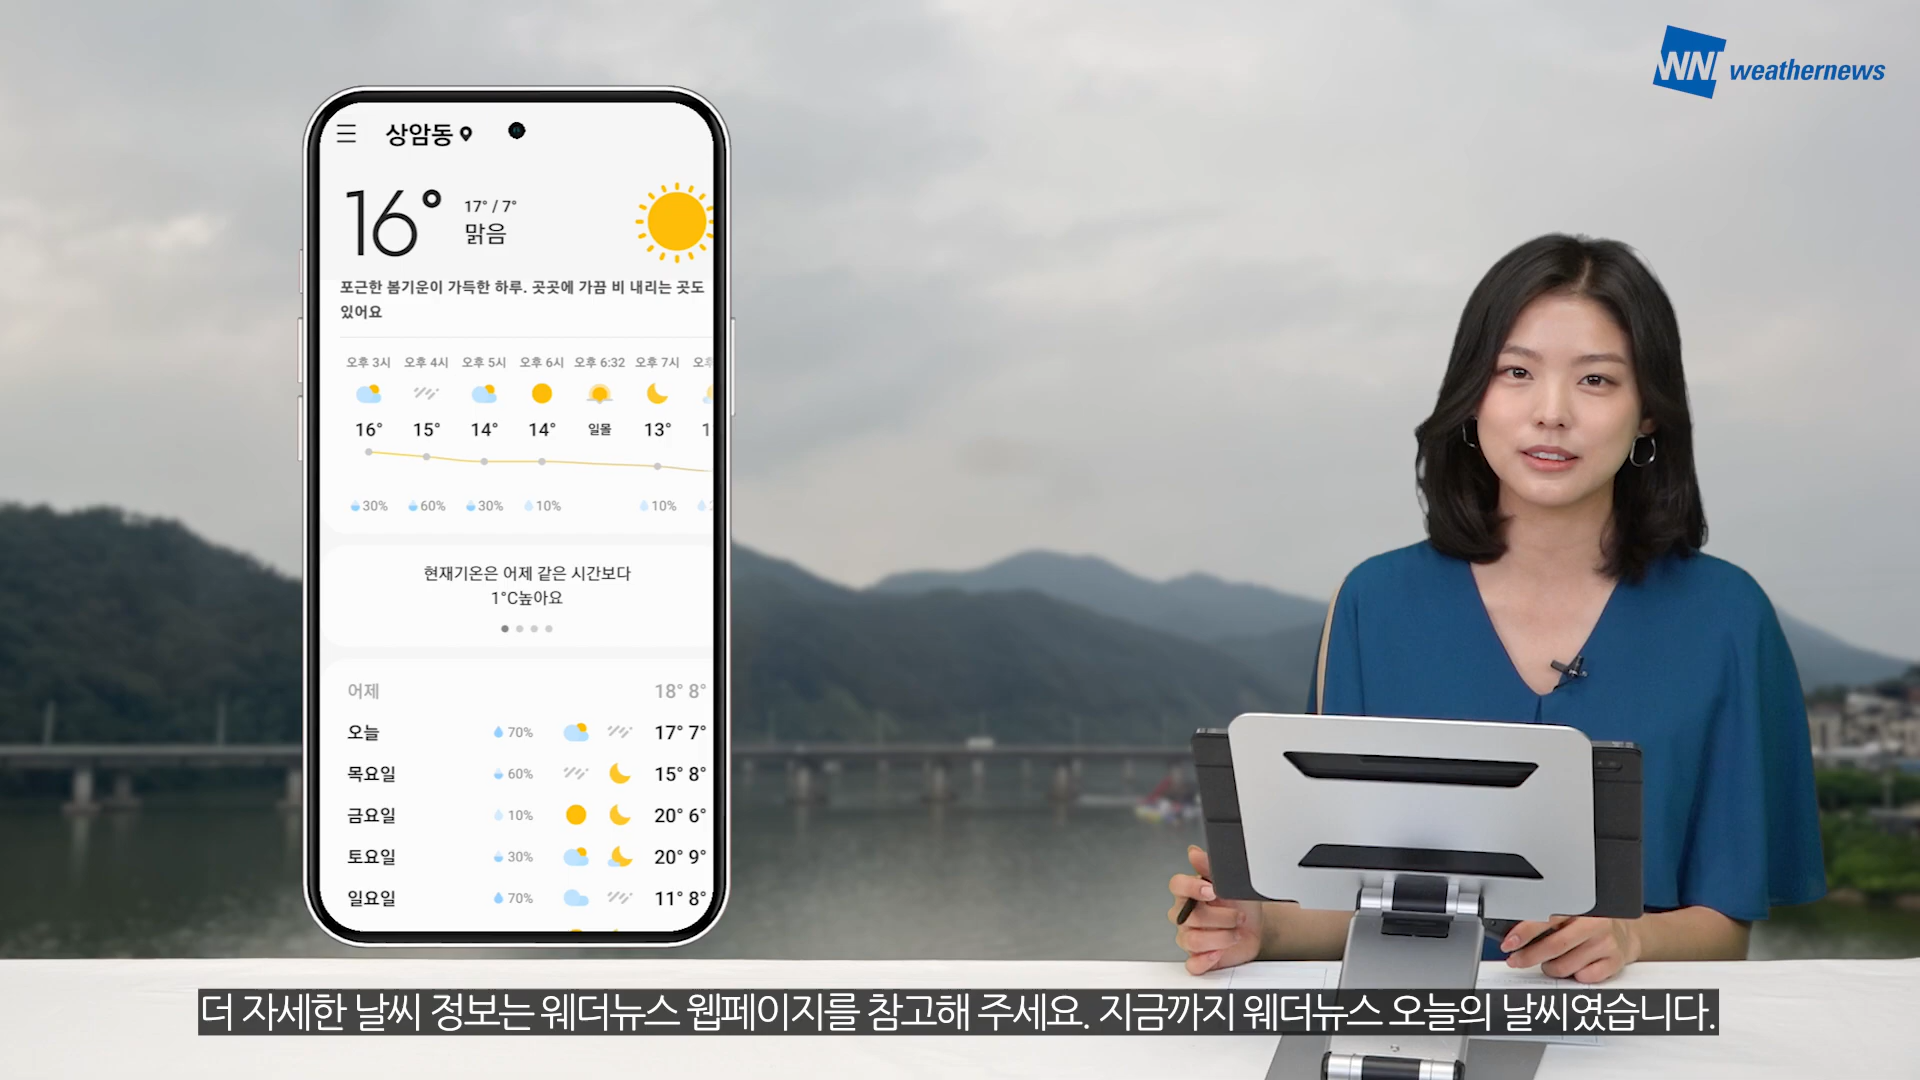 WNI weathernews
상암동
16°
17° / 7°
맑음
포근한 봄기운이 가득한 하루. 곳곳에 가끔 비 내리는 곳도
있어요
오후 3시 오후 4시 오후 5시 오후 6시 오후 6:32 오후 7시
16° 15° 14° 14° 일몰 13°
30% 60% 30% 10% 10%
현재기온은 어제 같은 시간보다
1°C높아요
어제 18° 8°
오늘 70% 17° 7°
목요일 60% 15° 8°
금요일 10% 20° 6°
토요일 30% 20° 9°
일요일 70% 11° 8°
더 자세한 날씨 정보는 웨더뉴스 웹페이지를 참고해 주세요. 지금까지 웨더뉴스 오늘의 날씨였습니다.